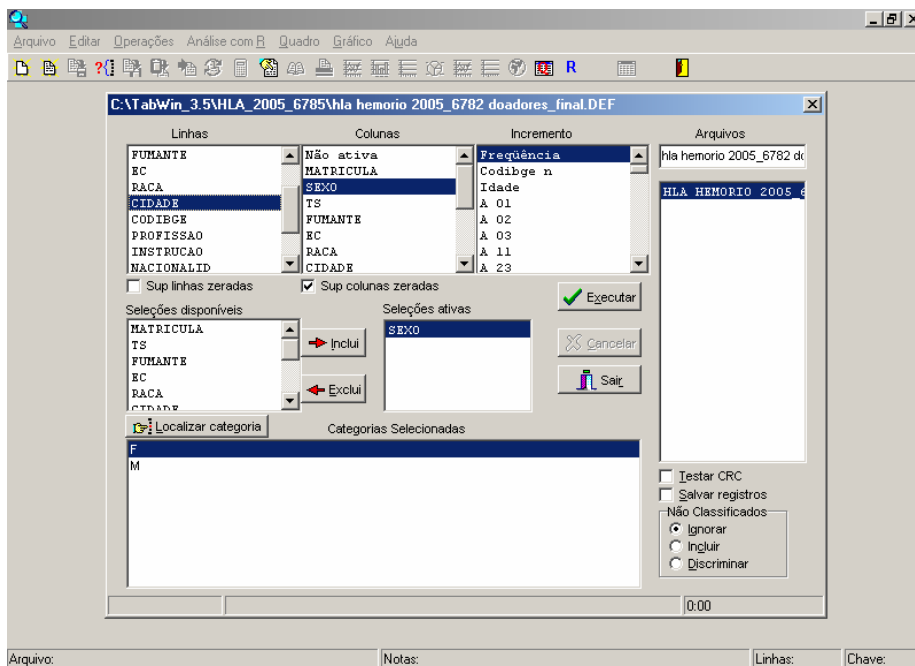 Arquivo Editar Operações Análise com R Quadro Gráfico Ajuda
R
C:\TabWin_3.5\HLA_2005_6785\hla hemorio 2005_6782 doadores_final.DEF
Linhas Colunas Incremento Arquivos
FUMANTE
EC
RACA
CIDADE
CODIBGE
PROFISSAO
INSTRUCAO
NACIONALID
Não ativa
MATRICULA
SEXO
TS
FUMANTE
EC
RACA
CIDADE
Freqüência
Codibge n
Idade
A 01
A 02
A 03
A 11
A 23
hla hemorio 2005_6782 do
HLA HEMORIO 2005_6
Sup linhas zeradas
Sup colunas zeradas
Executar
Seleções disponíveis
MATRICULA
TS
FUMANTE
EC
RACA
CIDADE
Inclui
Exclui
Seleções ativas
SEXO
Cancelar
Sair
Localizar categoria
Categorias Selecionadas
F
M
Testar CRC
Salvar registros
Não Classificados
Ignorar
Incluir
Discriminar
0:00
Arquivo: Notas: Linhas: Chave: